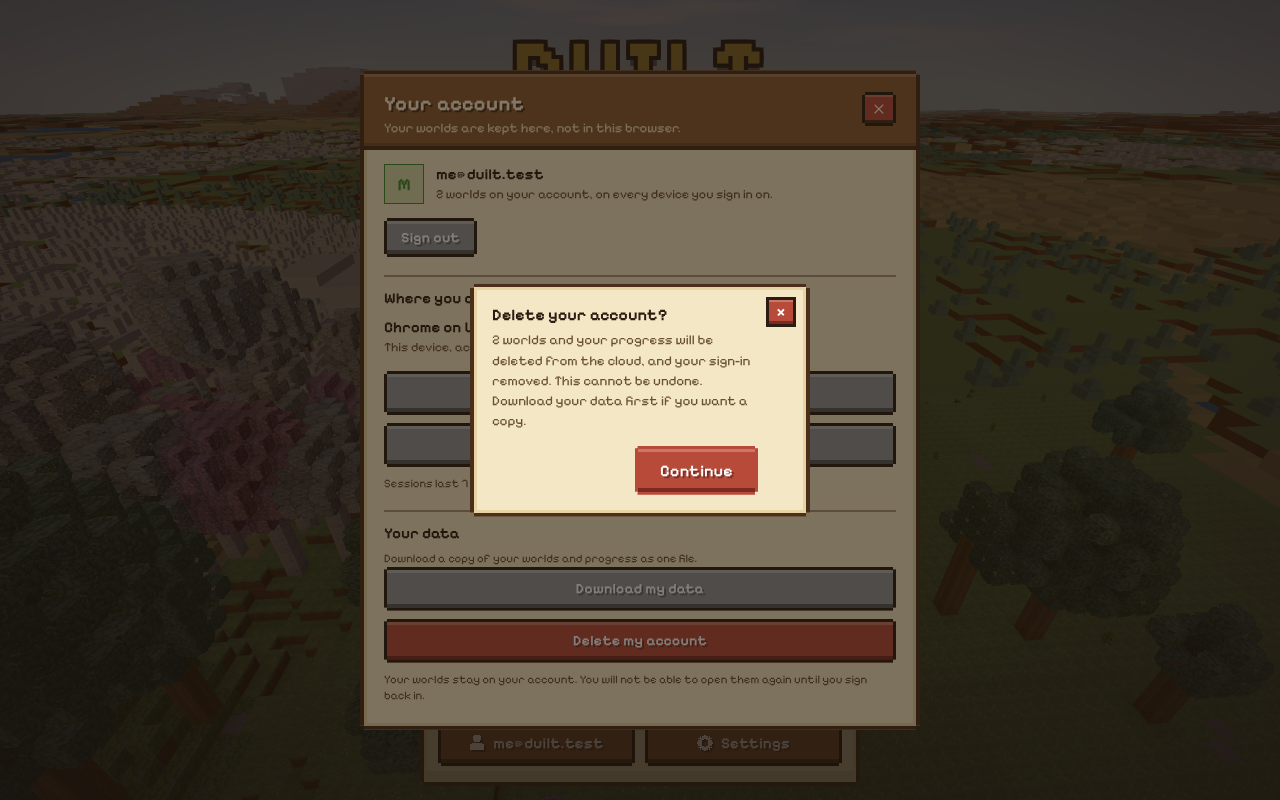 Your account
Your worlds are kept here, not in this browser.
M
me@duilt.test
2 worlds on your account, on every device you sign in on.
Sign out
Where you
Chrome on
This device, ac
Delete your account?
2 worlds and your progress will be
deleted from the cloud, and your sign-in
removed. This cannot be undone.
Download your data first if you want a
copy.
Continue
Sessions last
Your data
Download a copy of your worlds and progress as one file.
Download my data
Delete my account
Your worlds stay on your account. You will not be able to open them again until you sign
back in.
me@duilt.test
Settings